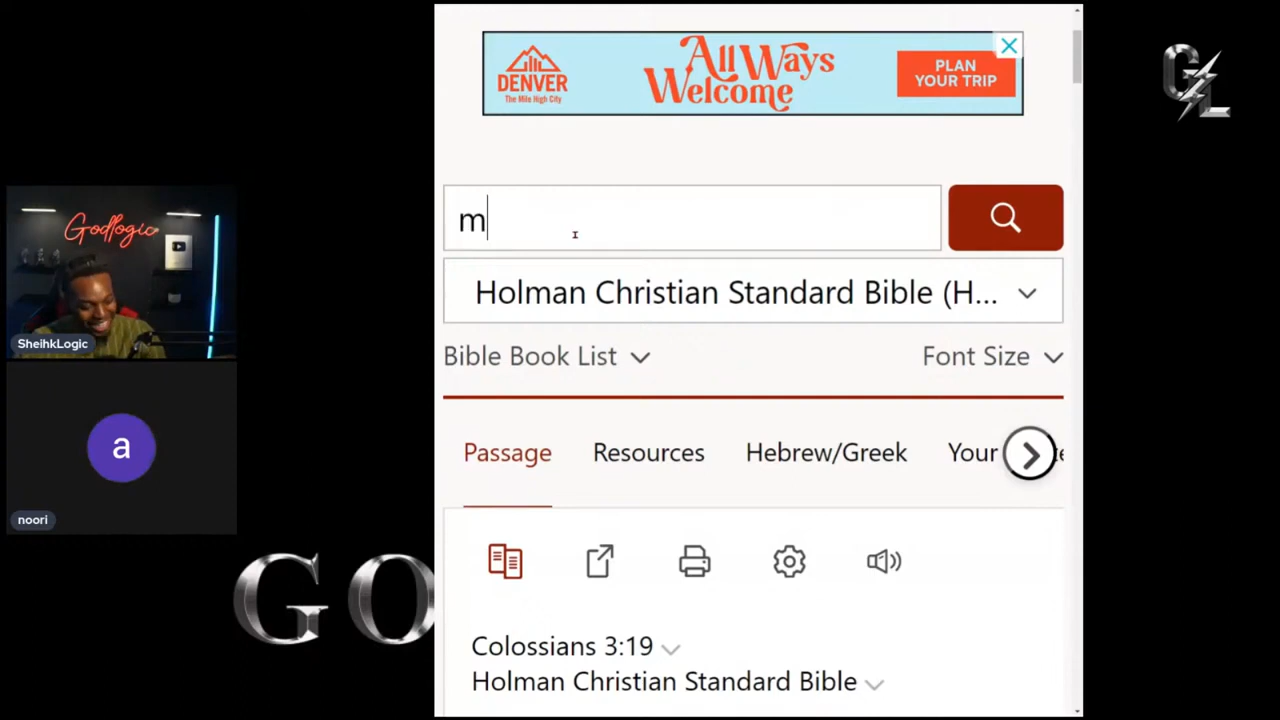 DENVER
The Mile High City
All Ways
Welcome
PLAN
YOUR TRIP
GL
m
Holman Christian Standard Bible (H...
Bible Book List
Font Size
Passage
Resources
Hebrew/Greek
Your
Godlogic
SheihkLogic
a
noori
GO
Colossians 3:19
Holman Christian Standard Bible